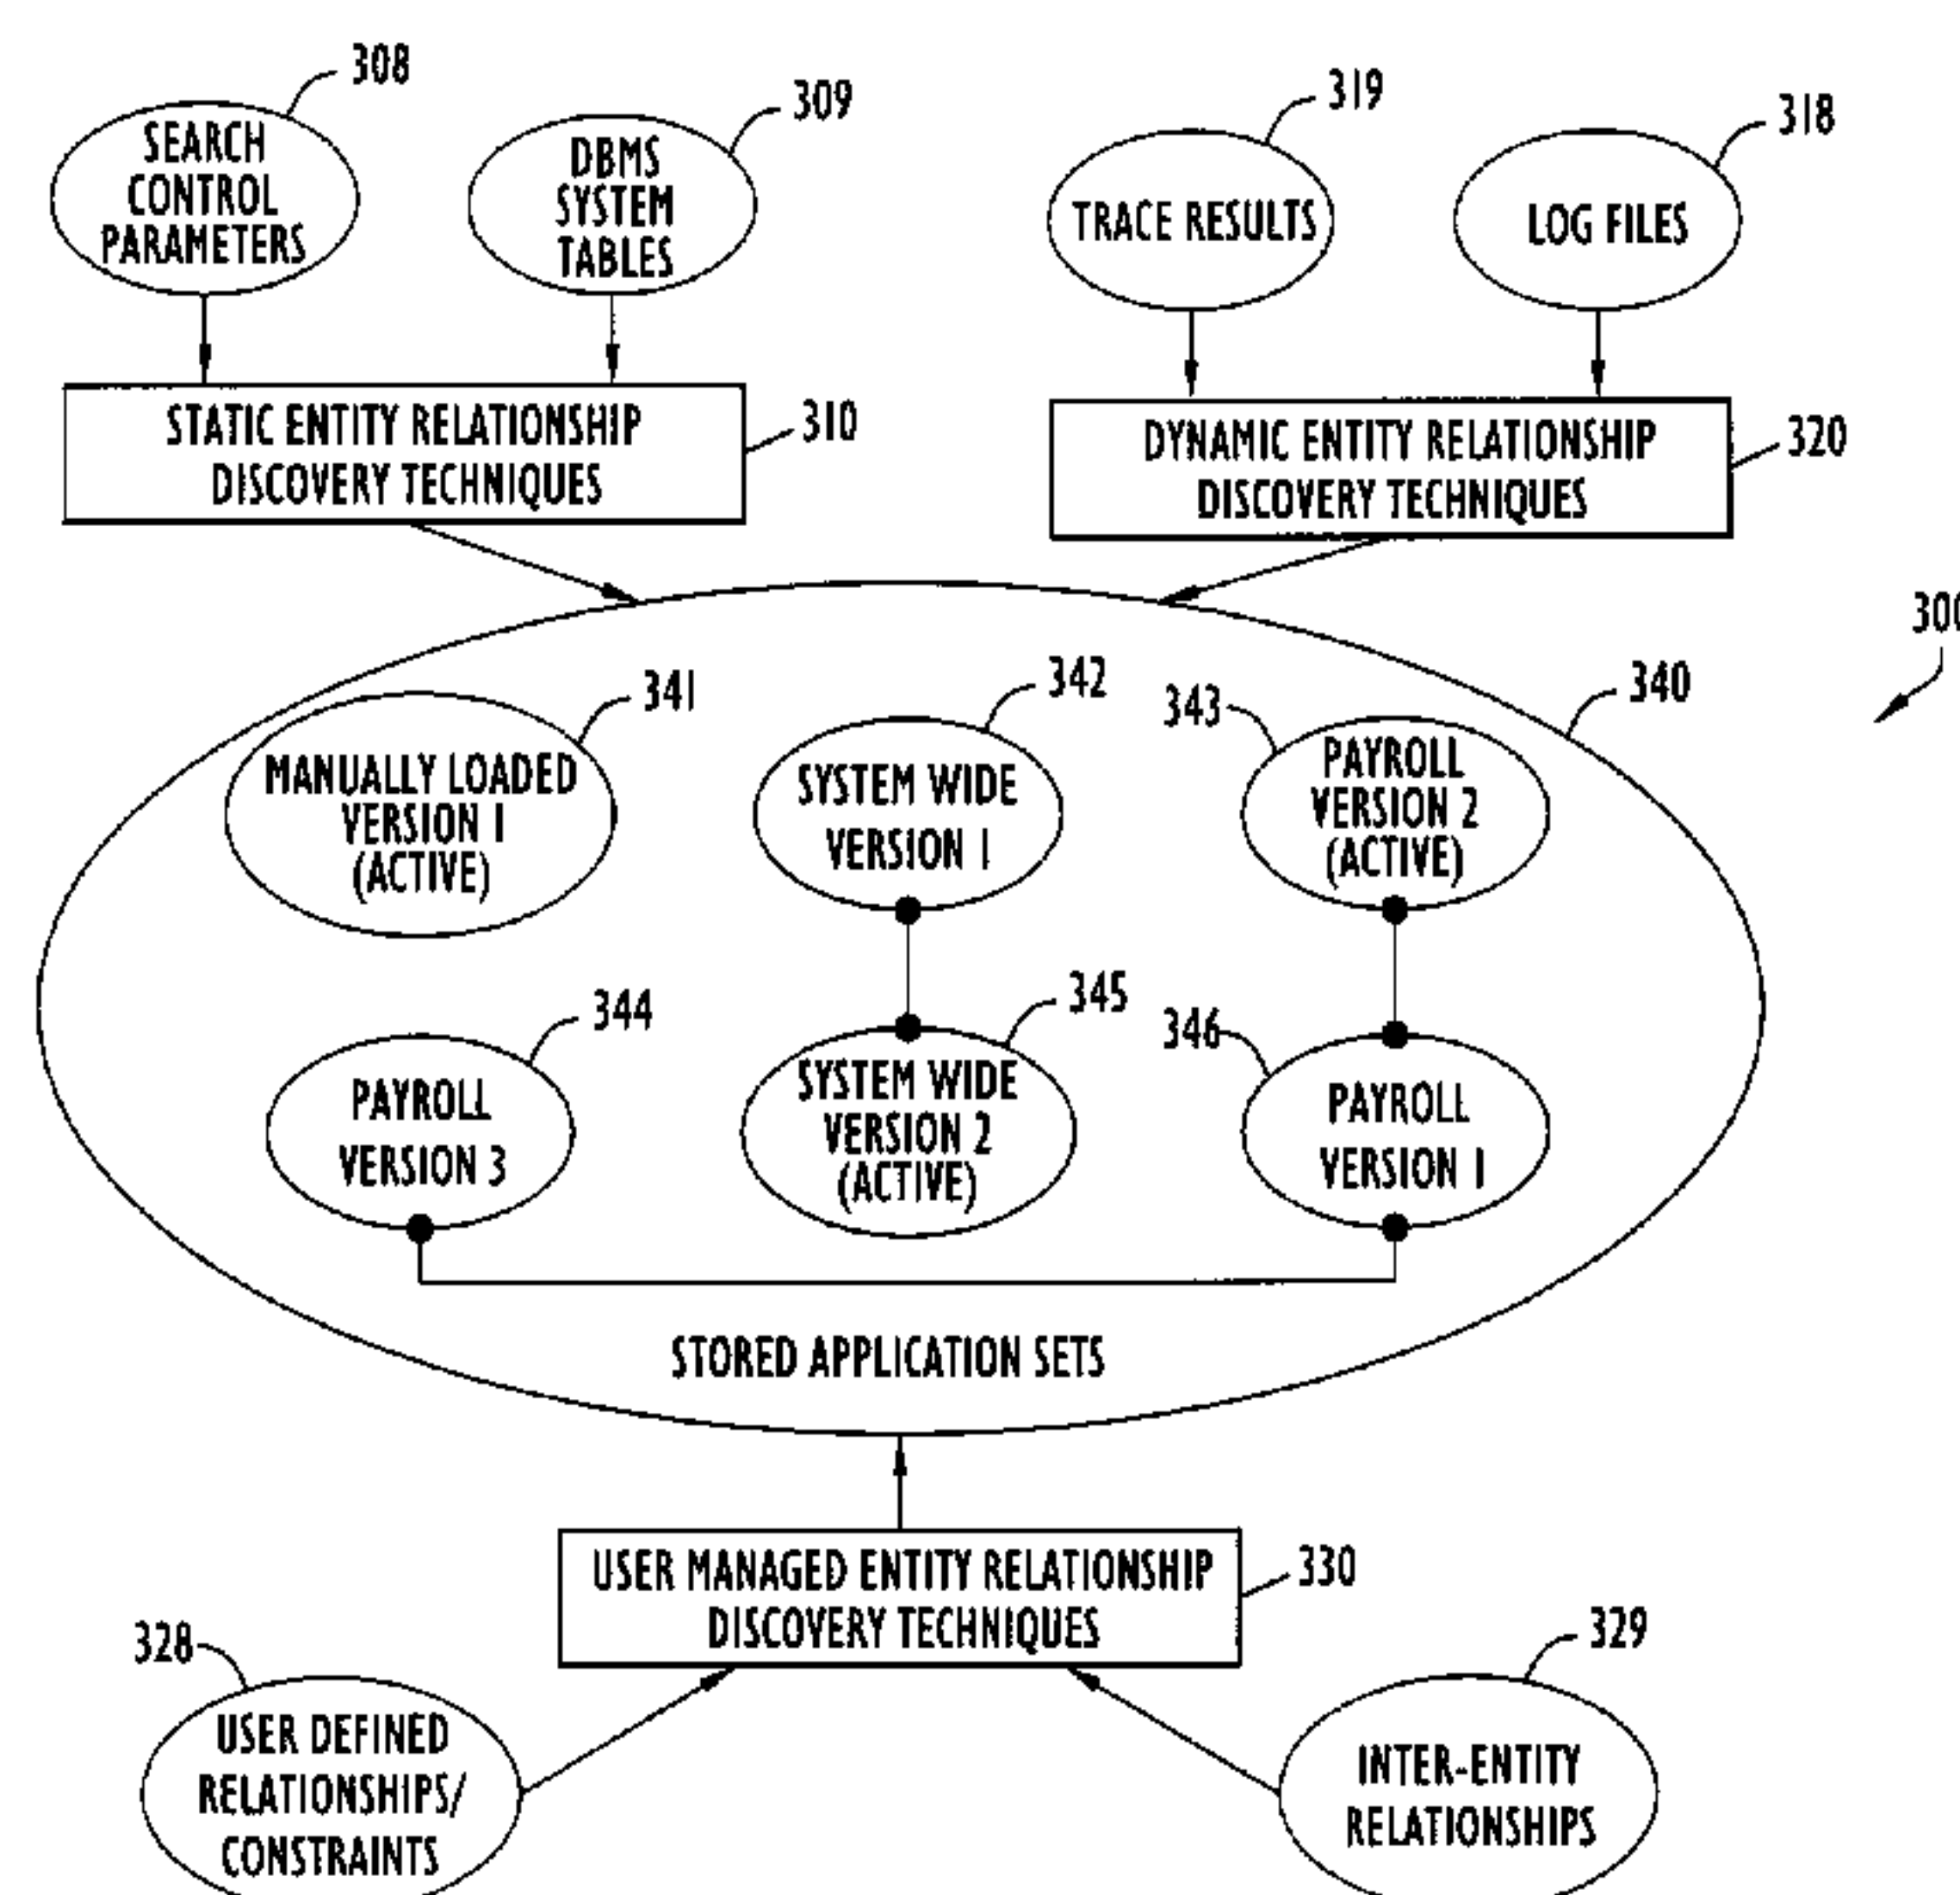 308
309
319
318
SEARCH
CONTROL
PARAMETERS
DBMS
SYSTEM
TABLES
TRACE RESULTS
LOG FILES
STATIC ENTITY RELATIONSHIP
DISCOVERY TECHNIQUES
310
DYNAMIC ENTITY RELATIONSHIP
DISCOVERY TECHNIQUES
320
300
341
342
343
340
MANUALLY LOADED
VERSION 1
(ACTIVE)
SYSTEM WIDE
VERSION 1
PAYROLL
VERSION 2
(ACTIVE)
344
345
346
PAYROLL
VERSION 3
SYSTEM WIDE
VERSION 2
(ACTIVE)
PAYROLL
VERSION 1
STORED APPLICATION SETS
USER MANAGED ENTITY RELATIONSHIP
DISCOVERY TECHNIQUES
330
328
329
USER DEFINED
RELATIONSHIPS/
CONSTRAINTS
INTER-ENTITY
RELATIONSHIPS